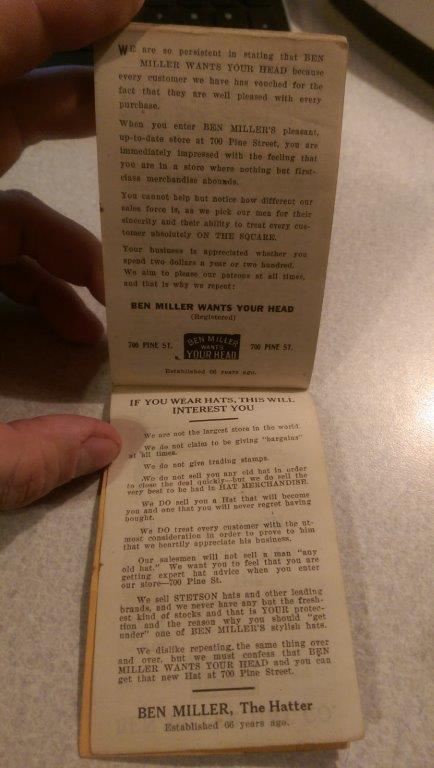 WE are so persistent in stating that BEN
MILLER WANTS YOUR HEAD because
every customer we have has vouched for the
fact that they are well pleased with every
purchase.
When you enter BEN MILLER'S pleasant,
up-to-date store at 700 Pine Street, you are
immediately impressed with the feeling that
you are in a store where nothing but first-
class merchandise abounds.
You cannot help but notice how different our
sales force is, as we pick our men for their
sincerity and their ability to treat every cus-
tomer absolutely ON THE SQUARE.
Your business is appreciated whether you
spend two dollars a year or two hundred.
We aim to please our patrons at all times,
and that is why we repeat:
BEN MILLER WANTS YOUR HEAD
(Registered)
700 PINE ST. BEN MILLER WANTS YOUR HEAD 700 PINE ST.
Established 66 years ago.
IF YOU WEAR HATS, THIS WILL
INTEREST YOU
We are not the largest store in the world.
We do not claim to be giving "bargains"
at all times.
We do not give trading stamps.
We do not sell you any old hat in order
to close the deal quickly—but we do sell the
very best to be had in HAT MERCHANDISE.
We DO sell you a Hat that will become
you and one that you will never regret having
bought.
We DO treat every customer with the ut-
most consideration in order to prove to him
that we heartily appreciate his business.
Our salesmen will not sell a man "any
old hat." We want you to feel that you are
getting expert hat advice when you enter
our store—700 Pine St.
We sell STETSON hats and other leading
brands, and we never have any but the fresh-
est kind of stocks and that is YOUR protec-
tion and the reason why you should "get
under" one of BEN MILLER'S stylish hats.
We dislike repeating the same thing over
and over, but we must confess that BEN
MILLER WANTS YOUR HEAD and you can
get that new Hat at 700 Pine Street.
BEN MILLER, The Hatter
Established 66 years ago.